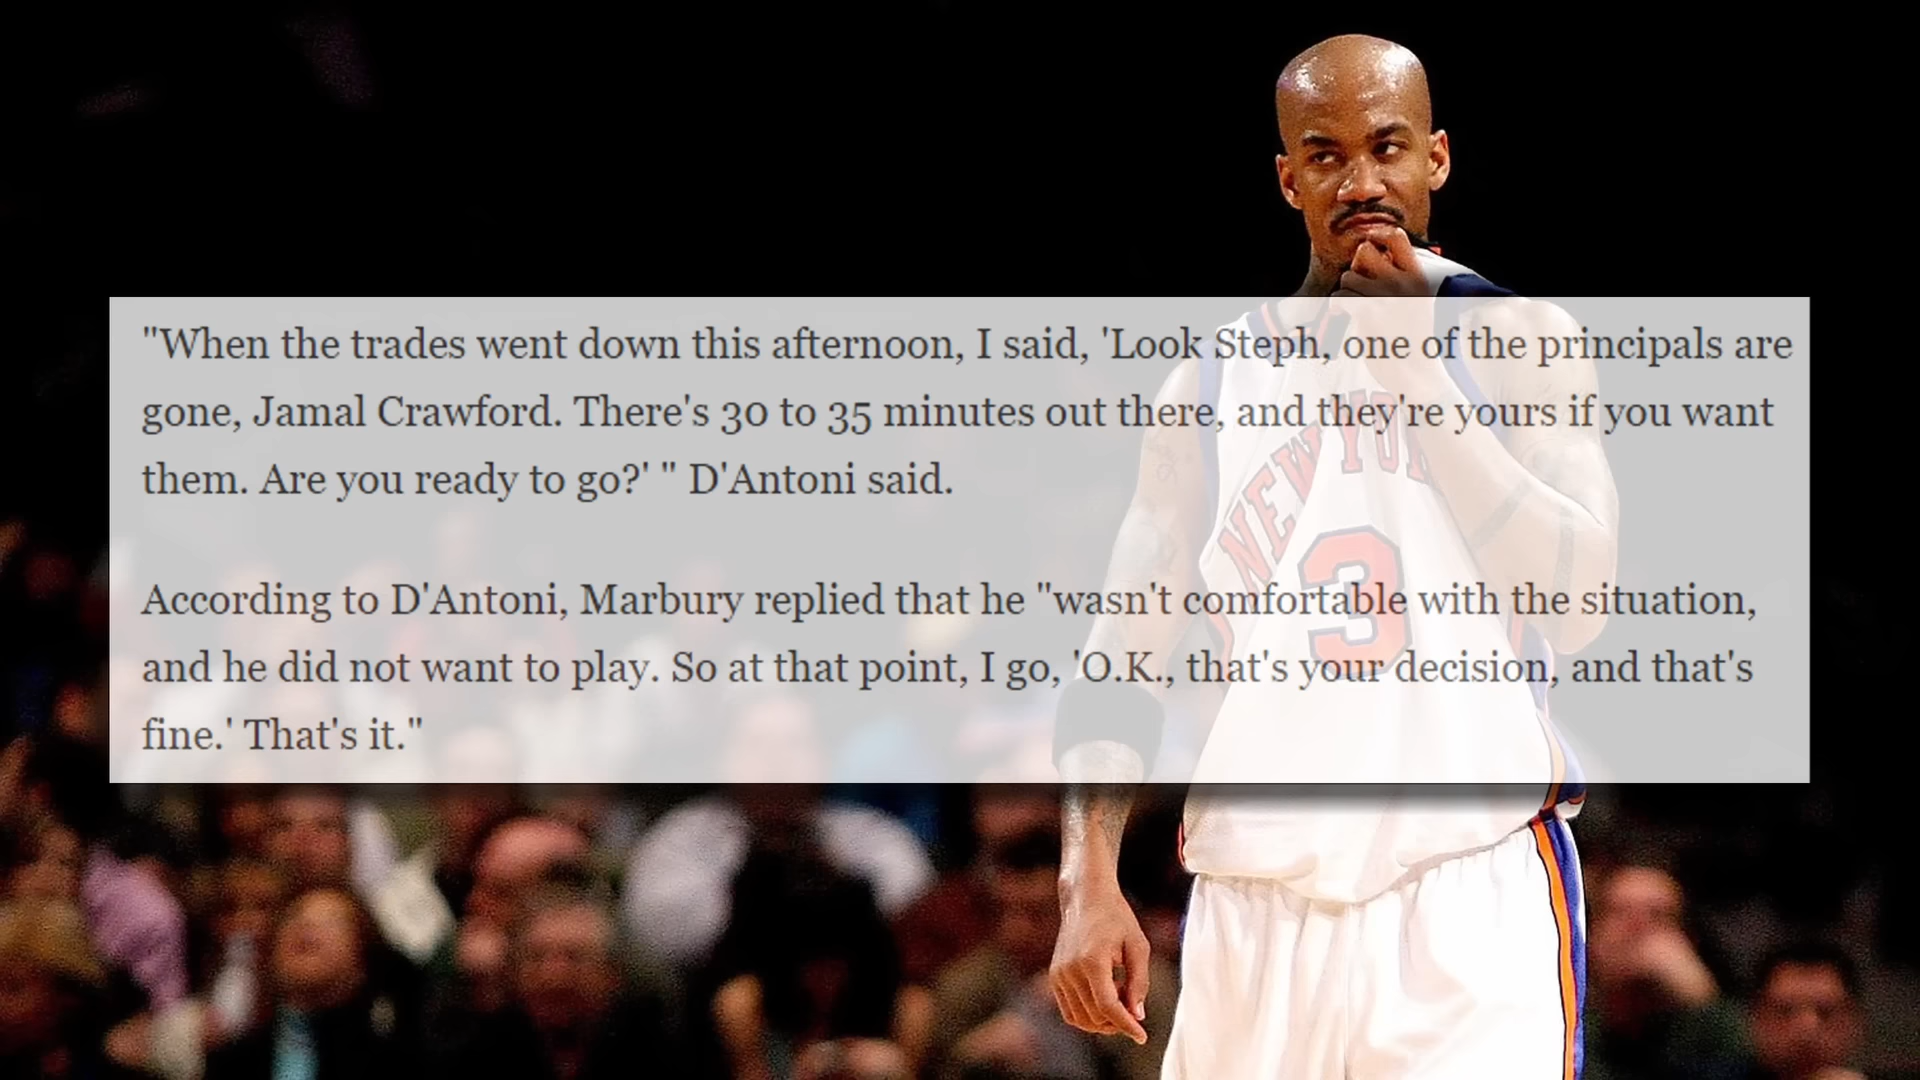 "When the trades went down this afternoon, I said, 'Look Steph, one of the principals are
gone, Jamal Crawford. There's 30 to 35 minutes out there, and they're yours if you want
them. Are you ready to go?' " D'Antoni said.
According to D'Antoni, Marbury replied that he "wasn't comfortable with the situation,
and he did not want to play. So at that point, I go, 'O.K., that's your decision, and that's
fine.' That's it."
NEW YOR
3